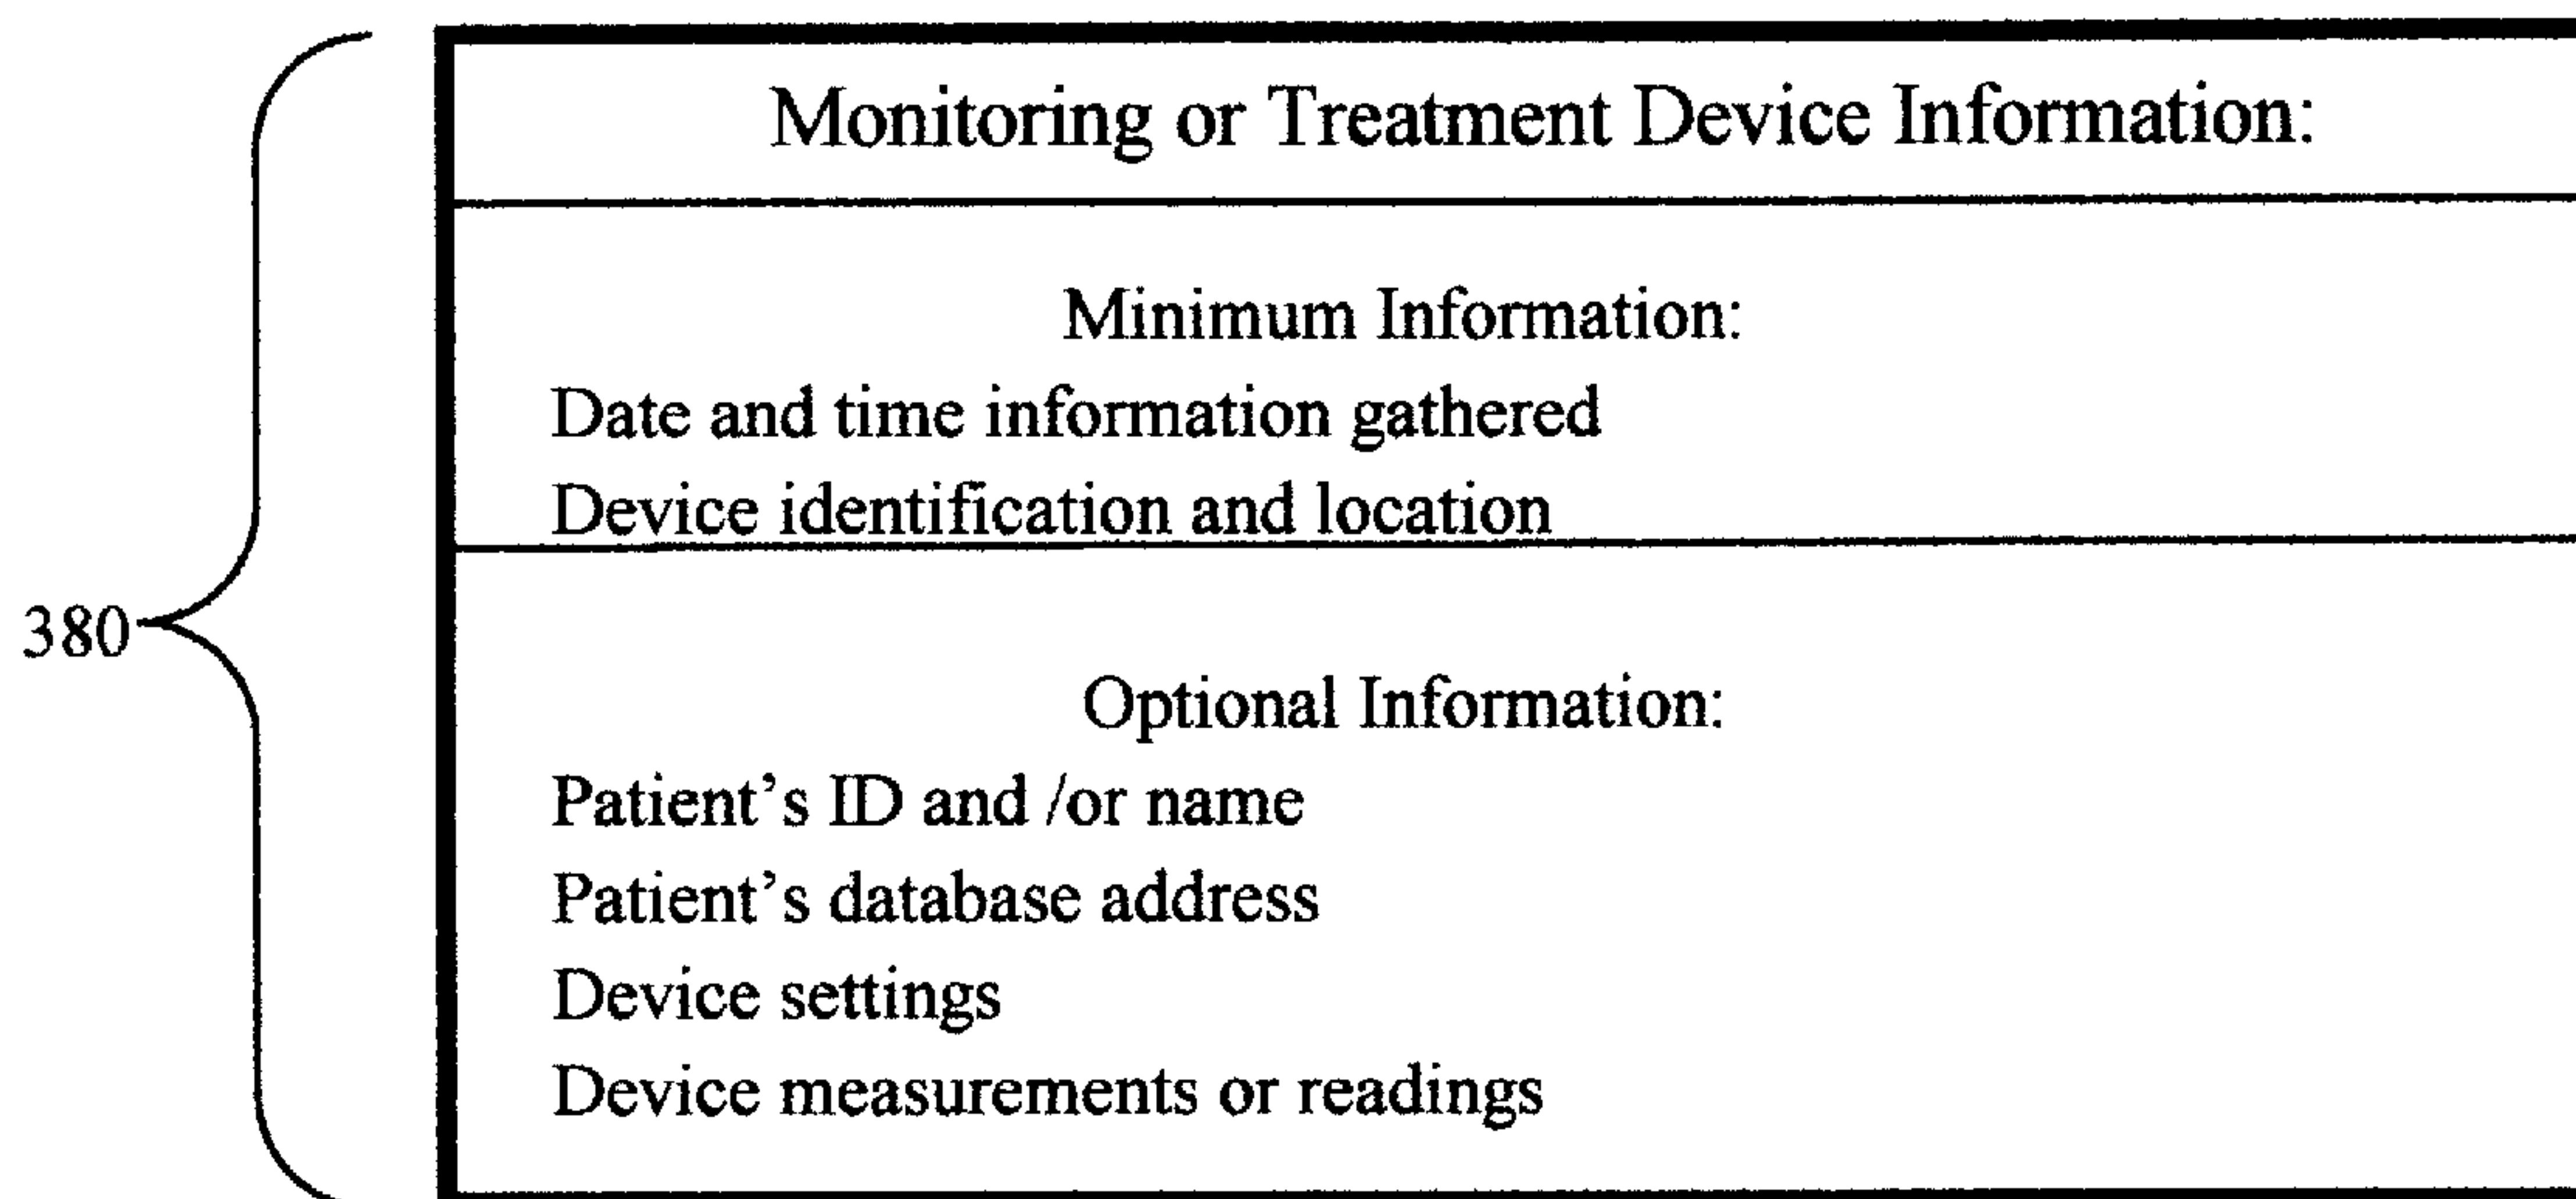 Monitoring or Treatment Device Information:
Minimum Information:
Date and time information gathered
Device identification and location
380
Optional Information:
Patient’s ID and /or name
Patient’s database address
Device settings
Device measurements or readings